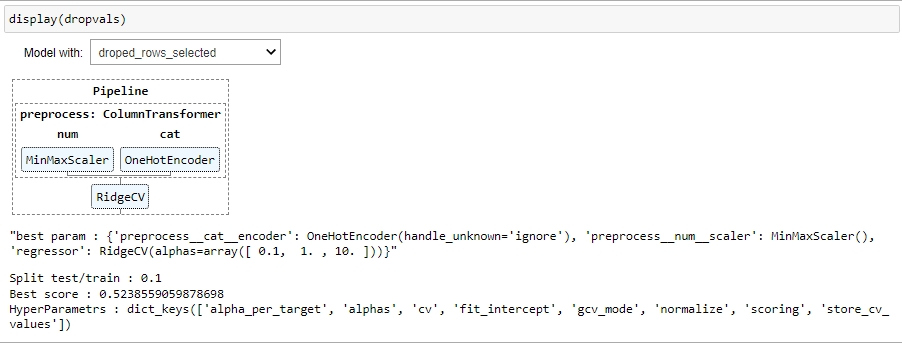 display(dropvals)
Model with: droped_rows_selected
Pipeline
preprocess: ColumnTransformer
num cat
MinMaxScaler OneHotEncoder
RidgeCV
"best param : {'preprocess__cat__encoder': OneHotEncoder(handle_unknown='ignore'), 'preprocess__num__scaler': MinMaxScaler(),
'regressor': RidgeCV(alphas=array([ 0.1,  1. , 10. ]))}"
Split test/train : 0.1
Best score : 0.5238559059878698
HyperParametrs : dict_keys(['alpha_per_target', 'alphas', 'cv', 'fit_intercept', 'gcv_mode', 'normalize', 'scoring', 'store_cv_
values'])